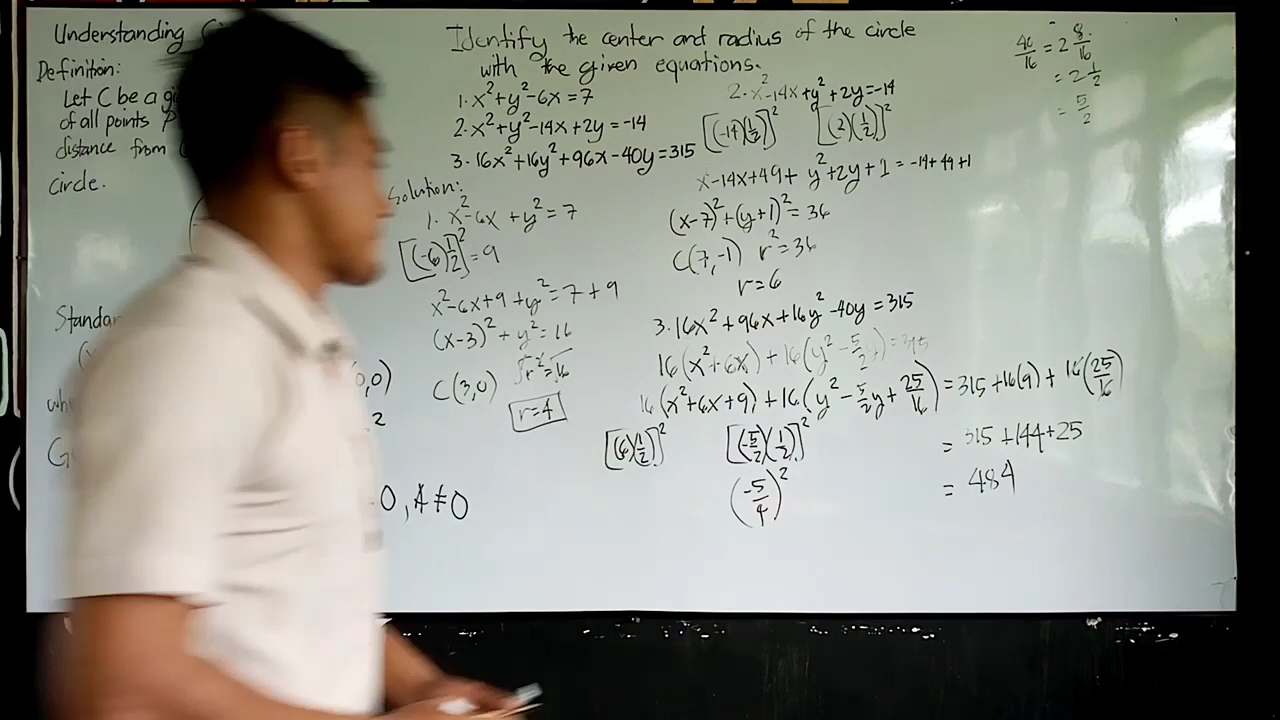 Understanding
Definition:
Let C be a
of all points P
distance from
circle.
Standar
0,0)
2
0, A≠0
Identify the center and radius of the circle
with the given equations.
1. x²+y²-6x=7
2. x²+y²-14x+2y=-14
3. 16x²+16y²+96x-40y=315
Solution:
1. x²-6x+y²=7
[(-6)1/2]²=9
x²-6x+9+y²=7+9
(x-3)²+y²=16
√r²=√16
C(3,0)
r=4
2. x²-14x+y²+2y=-14
[(-14)(1/2)]² [(2)(1/2)]²
x-14x+49+y²+2y+1=-14+49+1
(x-7)²+(y+1)²=36
C(7,-1) r²=36
r=6
3. 16x²+96x+16y²-40y=315
16(x²+6x)+16(y²-5/2 )=315
16(x²+6x+9)+16(y²-5/2y+25/16)=315+16(9)+16(25/16)
[(6)(1/2)]² [(-5/2)(1/2)]² = 315+144+25
(-5/4)² = 484
40/16=2 8/16
=2 1/2
=5/2